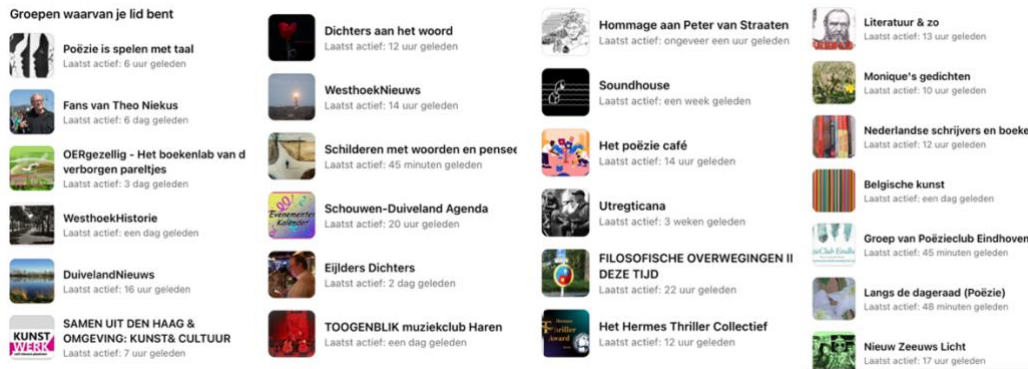 Groepen waarvan je lid bent
Poëzie is spelen met taal
Laatst actief: 6 uur geleden
Fans van Theo Niekus
Laatst actief: 6 dag geleden
OERgezellig - Het boekenlab van d
verborgen pareltjes
Laatst actief: 3 dag geleden
WesthoekHistorie
Laatst actief: een dag geleden
DuivelandNieuws
Laatst actief: 16 uur geleden
KUNST
WERK
SAMEN UIT DEN HAAG &
OMGEVING: KUNST& CULTUUR
Laatst actief: 7 uur geleden
Dichters aan het woord
Laatst actief: 12 uur geleden
WesthoekNieuws
Laatst actief: 14 uur geleden
Schilderen met woorden en pensee
Laatst actief: 45 minuten geleden
Evenementen
Kalender
Schouwen-Duiveland Agenda
Laatst actief: 20 uur geleden
Eijlders Dichters
Laatst actief: 2 dag geleden
TOOGENBLIK muziekclub Haren
Laatst actief: een dag geleden
Hommage aan Peter van Straaten
Laatst actief: ongeveer een uur geleden
Soundhouse
Laatst actief: een week geleden
Het poëzie café
Laatst actief: 14 uur geleden
Utregticana
Laatst actief: 3 weken geleden
FILOSOFISCHE OVERWEGINGEN II
DEZE TIJD
Laatst actief: 22 uur geleden
Hermes
Thriller
Award
Het Hermes Thriller Collectief
Laatst actief: 12 uur geleden
Literatuur & zo
Laatst actief: 13 uur geleden
Monique's gedichten
Laatst actief: 10 uur geleden
Nederlandse schrijvers en boeke
Laatst actief: 12 uur geleden
Belgische kunst
Laatst actief: een dag geleden
Groep van Poëzieclub Eindhoven
Laatst actief: 45 minuten geleden
Langs de dageraad (Poëzie)
Laatst actief: 48 minuten geleden
Nieuw Zeeuws Licht
Laatst actief: 17 uur geleden